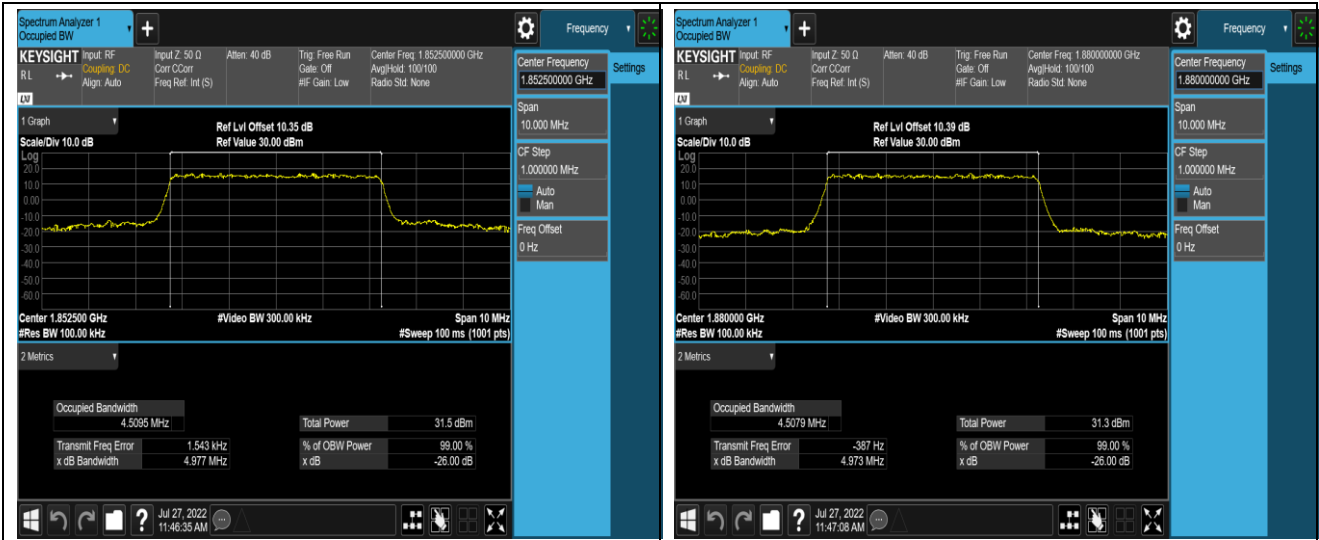 Spectrum Analyzer 1
Occupied BW
+
Frequency
KEYSIGHT Input: RF Input Z: 50 Ω Atten: 40 dB Trig: Free Run Center Freq: 1.852500000 GHz
Coupling: DC Corr CCorr Gate: Off Avg|Hold: 100/100
RL Align: Auto Freq Ref: Int (S) #IF Gain: Low Radio Std: None
LXI
Center Frequency
1.852500000 GHz
Settings
Span
10.000 MHz
CF Step
1.000000 MHz
Auto
Man
Freq Offset
0 Hz
1 Graph
Ref Lvl Offset 10.35 dB
Scale/Div 10.0 dB Ref Value 30.00 dBm
Log
20.0
10.0
0.00
-10.0
-20.0
-30.0
-40.0
-50.0
-60.0
Center 1.852500 GHz #Video BW 300.00 kHz Span 10 MHz
#Res BW 100.00 kHz #Sweep 100 ms (1001 pts)
2 Metrics
Occupied Bandwidth
4.5095 MHz Total Power 31.5 dBm
Transmit Freq Error 1.543 kHz % of OBW Power 99.00 %
x dB Bandwidth 4.977 MHz x dB -26.00 dB
?
Jul 27, 2022
11:46:35 AM
Spectrum Analyzer 1
Occupied BW
+
Frequency
KEYSIGHT Input: RF Input Z: 50 Ω Atten: 40 dB Trig: Free Run Center Freq: 1.880000000 GHz
Coupling: DC Corr CCorr Gate: Off Avg|Hold: 100/100
RL Align: Auto Freq Ref: Int (S) #IF Gain: Low Radio Std: None
LXI
Center Frequency
1.880000000 GHz
Settings
Span
10.000 MHz
CF Step
1.000000 MHz
Auto
Man
Freq Offset
0 Hz
1 Graph
Ref Lvl Offset 10.39 dB
Scale/Div 10.0 dB Ref Value 30.00 dBm
Log
20.0
10.0
0.00
-10.0
-20.0
-30.0
-40.0
-50.0
-60.0
Center 1.880000 GHz #Video BW 300.00 kHz Span 10 MHz
#Res BW 100.00 kHz #Sweep 100 ms (1001 pts)
2 Metrics
Occupied Bandwidth
4.5079 MHz Total Power 31.3 dBm
Transmit Freq Error -387 Hz % of OBW Power 99.00 %
x dB Bandwidth 4.973 MHz x dB -26.00 dB
?
Jul 27, 2022
11:47:08 AM